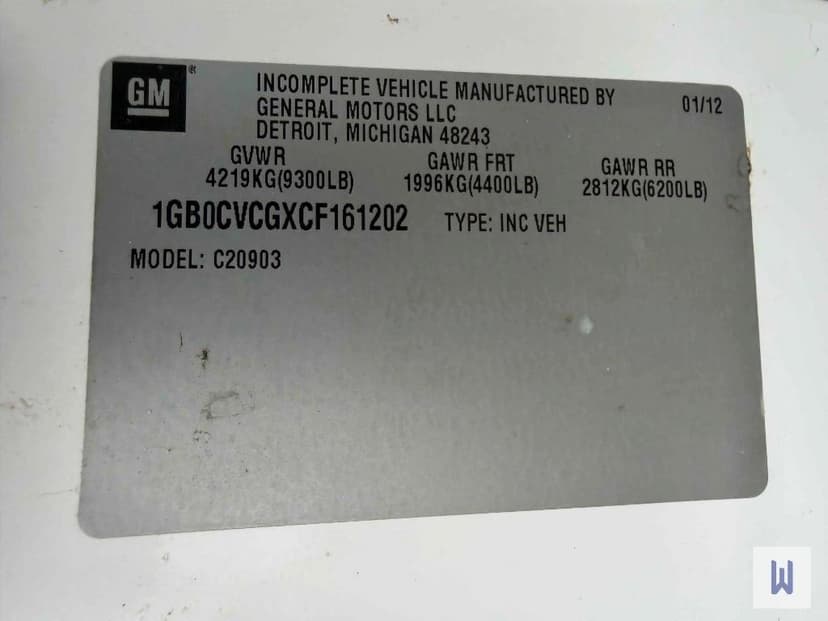 GM
INCOMPLETE VEHICLE MANUFACTURED BY
GENERAL MOTORS LLC
DETROIT, MICHIGAN 48243
01/12
GVWR GAWR FRT GAWR RR
4219KG(9300LB) 1996KG(4400LB) 2812KG(6200LB)
1GB0CVCGXCF161202 TYPE: INC VEH
MODEL: C20903
W